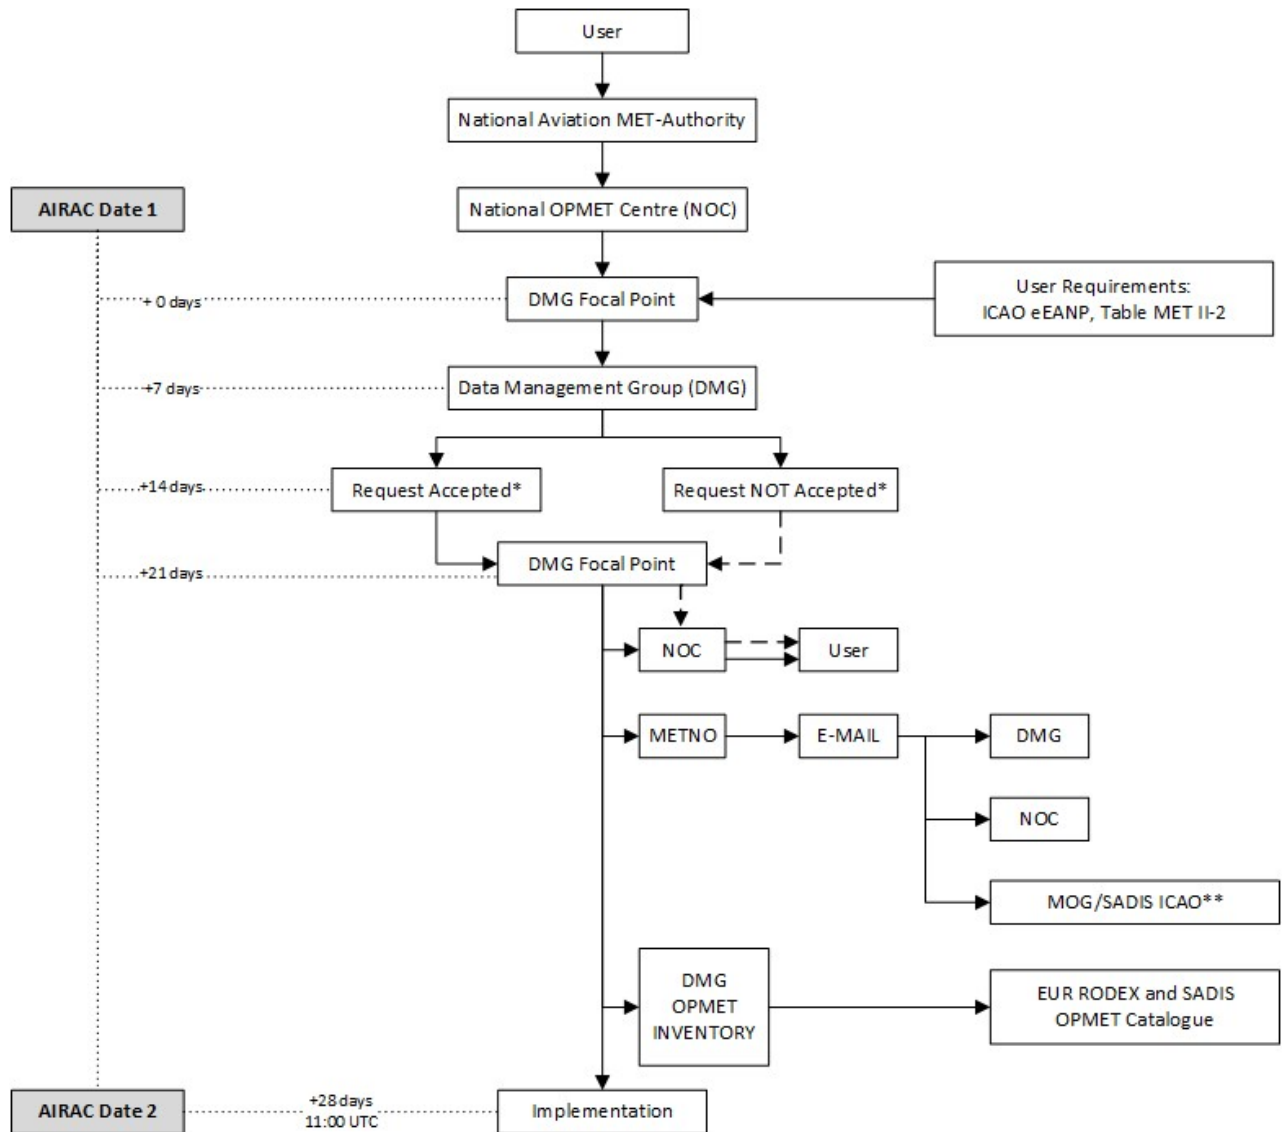 User
National Aviation MET-Authority
AIRAC Date 1
National OPMET Centre (NOC)
+ 0 days
DMG Focal Point
User Requirements:
ICAO eEANP, Table MET II-2
+7 days
Data Management Group (DMG)
+14 days
Request Accepted*
Request NOT Accepted*
+21 days
DMG Focal Point
NOC
User
METNO
E-MAIL
DMG
NOC
MOG/SADIS ICAO**
DMG
OPMET
INVENTORY
EUR RODEX and SADIS
OPMET Catalogue
AIRAC Date 2
+28 days
11:00 UTC
Implementation